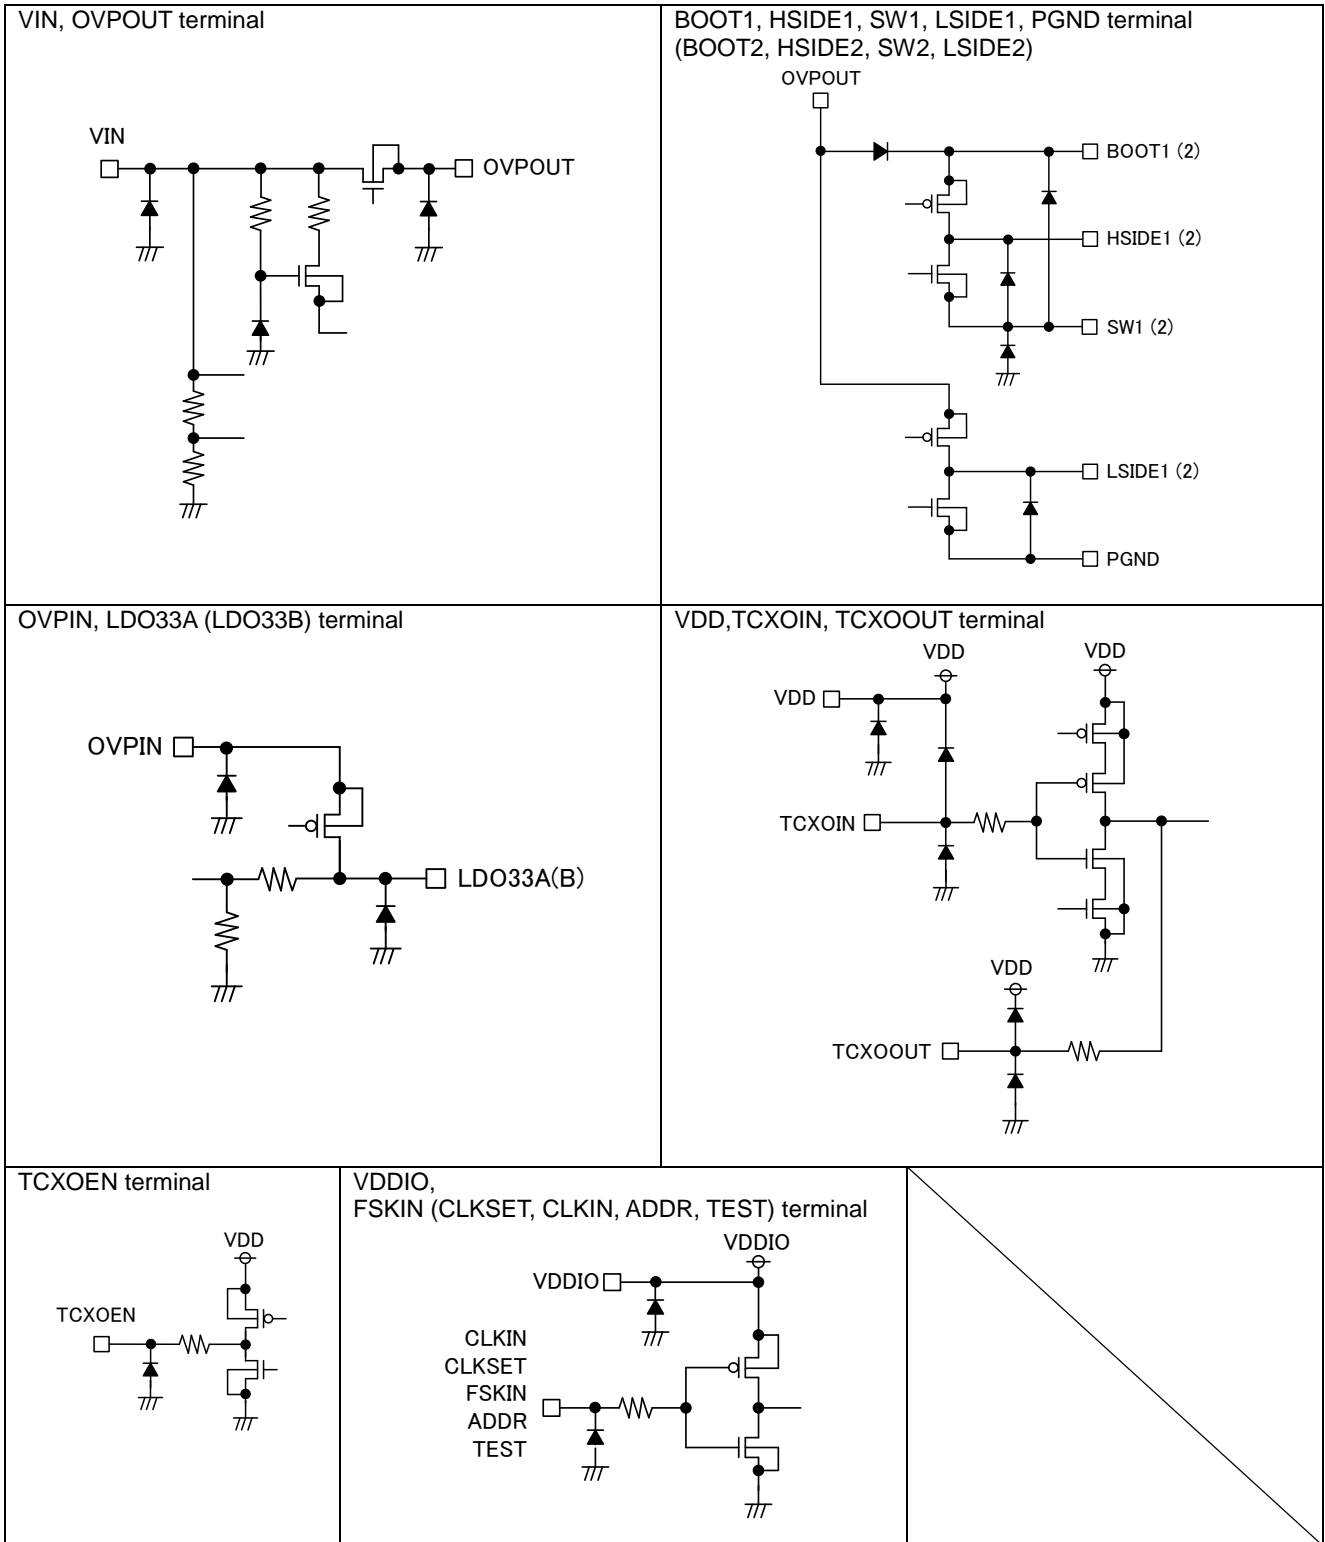 VIN, OVPOUT terminal
VIN
OVPOUT
BOOT1, HSIDE1, SW1, LSIDE1, PGND terminal
(BOOT2, HSIDE2, SW2, LSIDE2)
OVPOUT
BOOT1 (2)
HSIDE1 (2)
SW1 (2)
LSIDE1 (2)
PGND
OVPIN, LDO33A (LDO33B) terminal
OVPIN
LDO33A(B)
VDD,TCXOIN, TCXOOUT terminal
VDD
VDD
VDD
TCXOIN
VDD
TCXOOUT
TCXOEN terminal
VDD
TCXOEN
VDDIO,
FSKIN (CLKSET, CLKIN, ADDR, TEST) terminal
VDDIO
VDDIO
CLKIN
CLKSET
FSKIN
ADDR
TEST